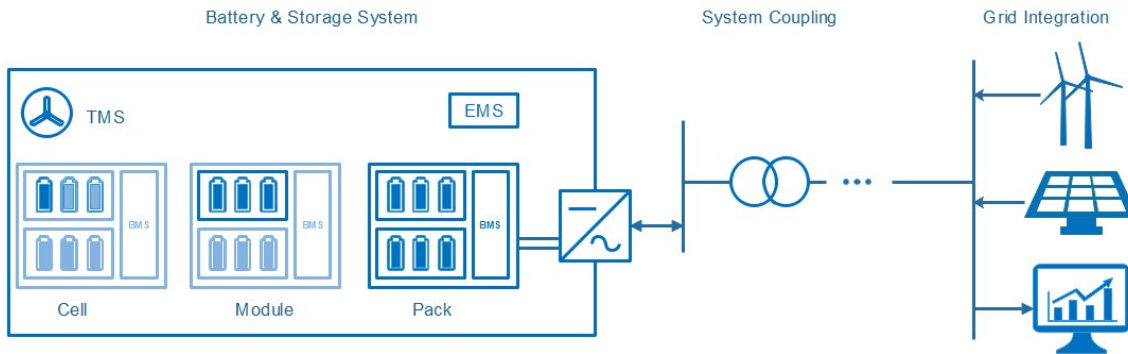 Battery & Storage System
System Coupling
Grid Integration
TMS
EMS
BMS
BMS
BMS
Cell
Module
Pack